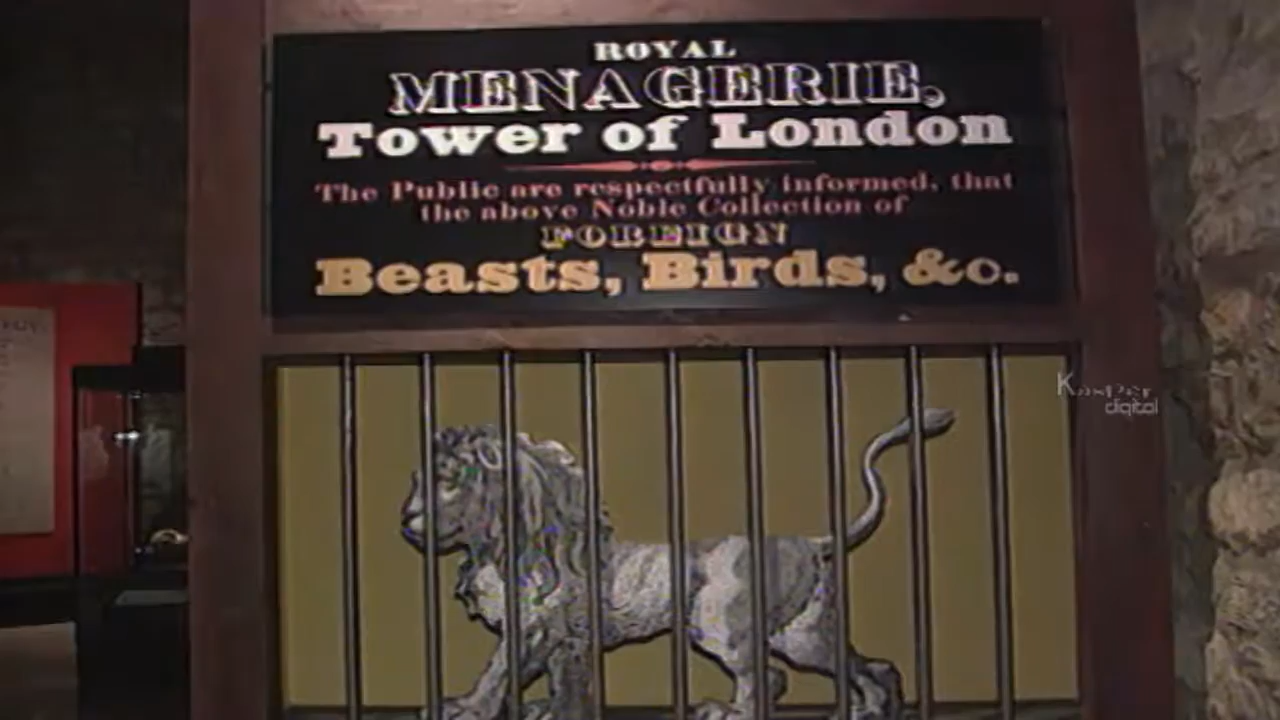 ROYAL
MENAGERIE,
Tower of London
The Public are respectfully informed, that
the above Noble Collection of
FOREIGN
Beasts, Birds, &c.
digital